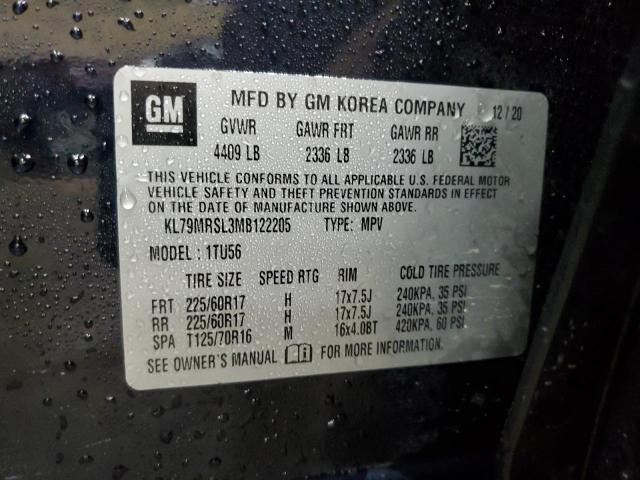 GM MFD BY GM KOREA COMPANY 12/20
GVWR GAWR FRT GAWR RR
4409 LB 2336 LB 2336 LB
THIS VEHICLE CONFORMS TO ALL APPLICABLE U.S. FEDERAL MOTOR
VEHICLE SAFETY AND THEFT PREVENTION STANDARDS IN EFFECT
ON THE DATE OF MANUFACTURE SHOWN ABOVE.
KL79MRSL3MB122205 TYPE: MPV
MODEL: 1TU56
TIRE SIZE SPEED RTG RIM COLD TIRE PRESSURE
FRT 225/60R17 H 17x7.5J 240KPA, 35 PSI
RR 225/60R17 H 17x7.5J 240KPA, 35 PSI
SPA T125/70R16 M 16x4.0BT 420KPA, 60 PSI
SEE OWNER'S MANUAL FOR MORE INFORMATION.